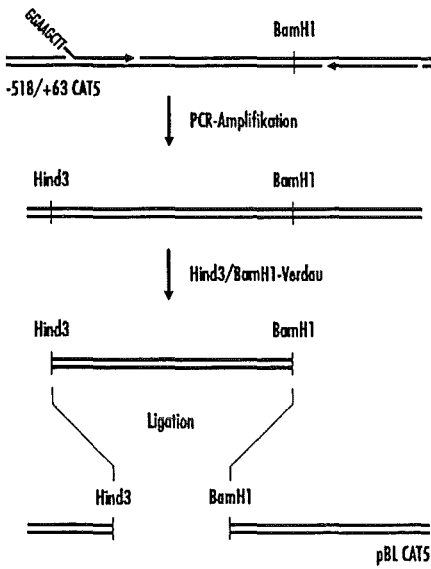 GGAAGCTT
BamH1
-518/+63 CAT5
PCR-Amplifikation
Hind3 BamH1
Hind3/BamH1-Verdau
Hind3 BamH1
Ligation
Hind3 BamH1
pBL CAT5